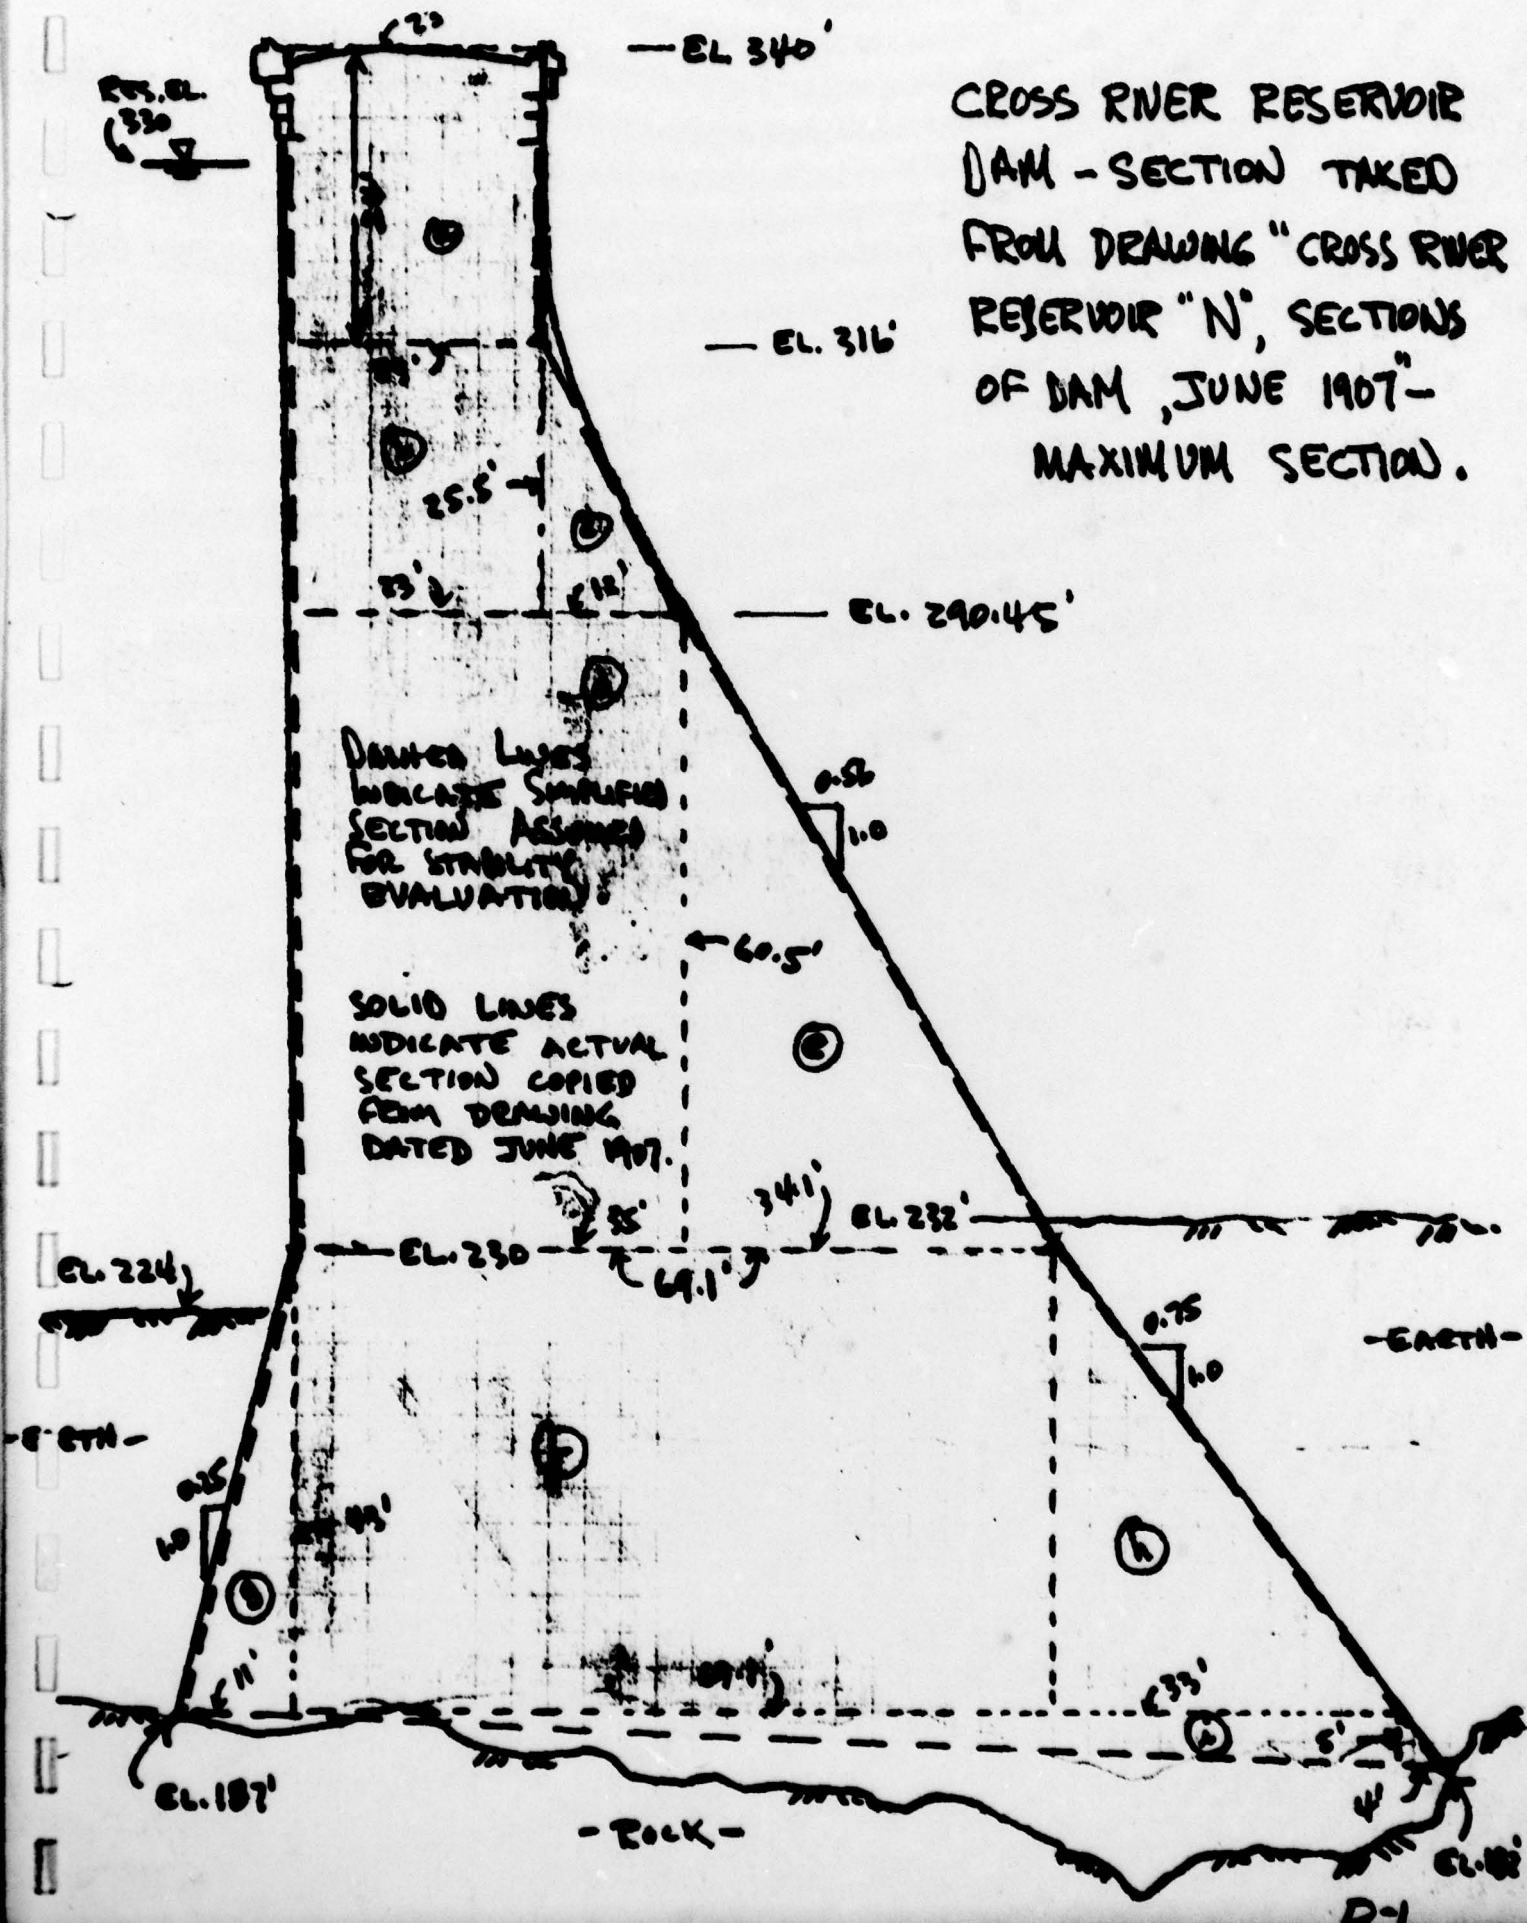 23
EL 340'
RES. EL.
330
CROSS RIVER RESERVOIR
DAM - SECTION TAKEN
FROM DRAWING "CROSS RIVER
RESERVOIR "N", SECTIONS
OF DAM, JUNE 1907"-
MAXIMUM SECTION.
EL. 316'
25.5'
23'
12'
EL. 290.45'
DASHED LINES
INDICATE SIMPLIFIED
SECTION ASSUMED
FOR STABILITY
EVALUATION.
0.56
1.0
60.5'
SOLID LINES
INDICATE ACTUAL
SECTION COPIED
FROM DRAWING
DATED JUNE 1907.
e
35'
34.1'
EL. 232'
EL. 230
69.1'
EL. 224
0.75
1.0
-EARTH-
0.25
1.0
43'
h
g
11'
33'
5'
4'
EL. 187'
-ROCK-
D-1